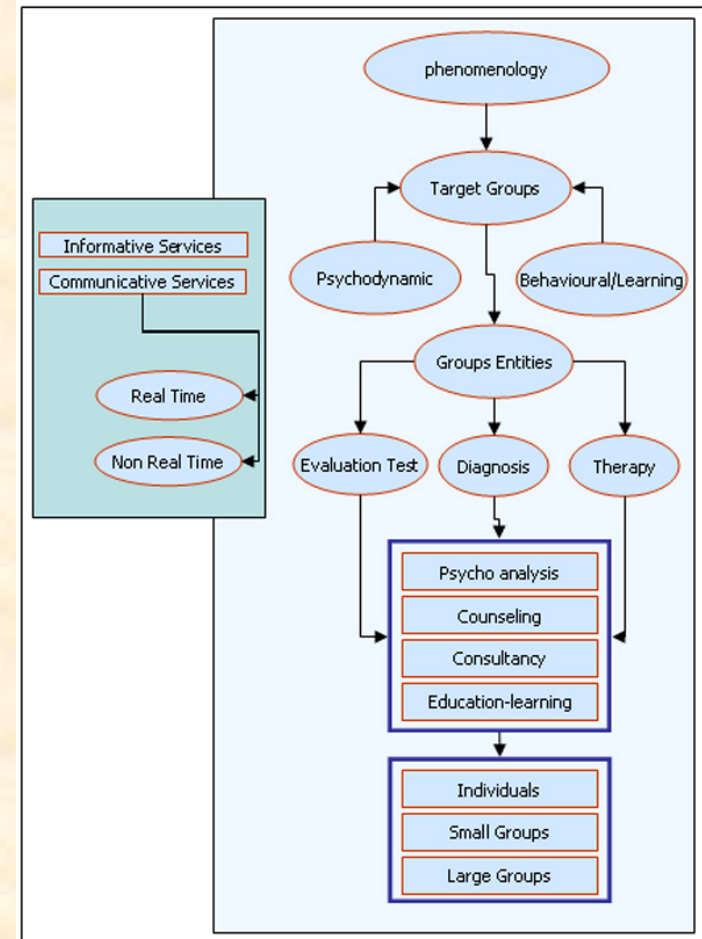 phenomenology
Target Groups
Informative Services
Communicative Services
Psychodynamic
Behavioural/Learning
Groups Entities
Real Time
Non Real Time
Evaluation Test
Diagnosis
Therapy
Psycho analysis
Counseling
Consultancy
Education-learning
Individuals
Small Groups
Large Groups